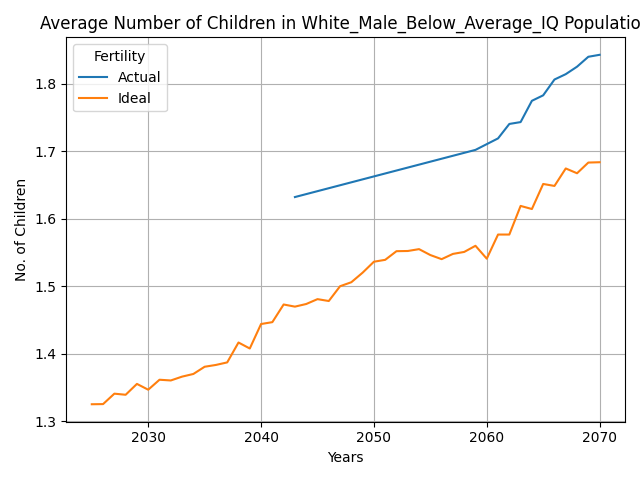 Average Number of Children in White_Male_Below_Average_IQ Populatio
Fertility
Actual
Ideal
No. of Children
1.8
1.7
1.6
1.5
1.4
1.3
2030 2040 2050 2060 2070
Years